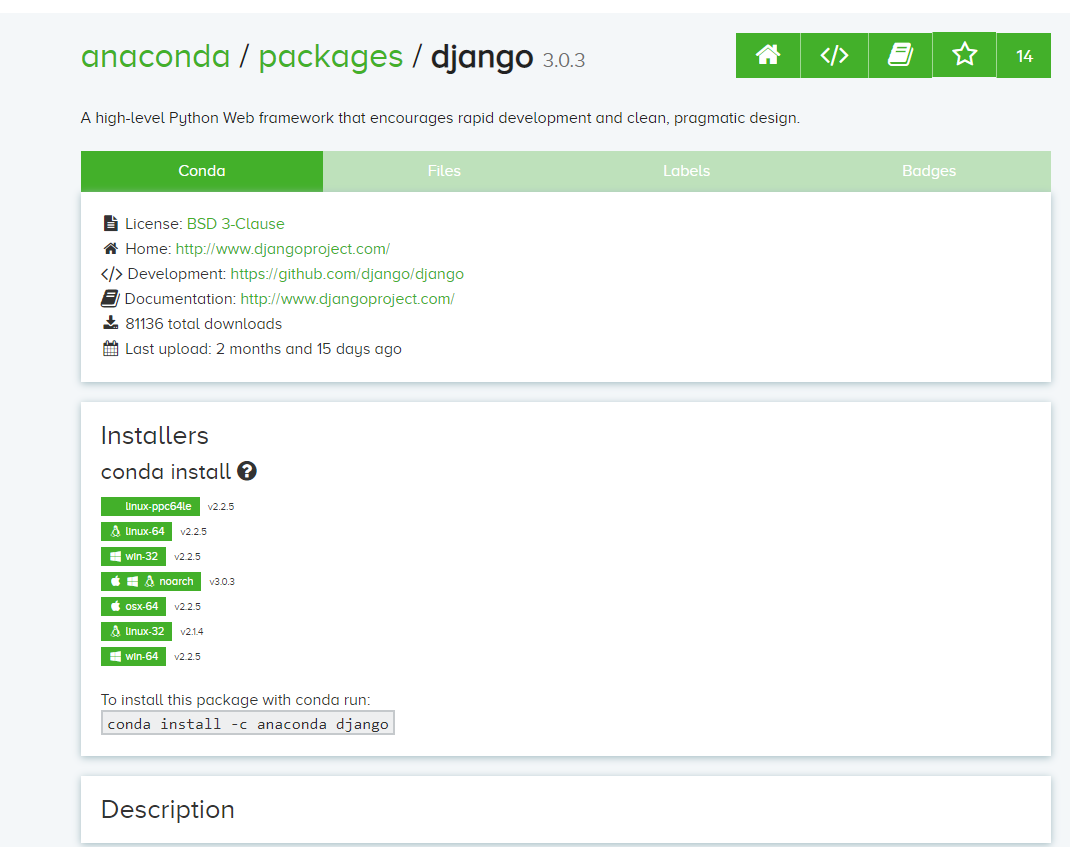 anaconda / packages / django 3.0.3
14
A high-level Python Web framework that encourages rapid development and clean, pragmatic design.
Conda Files Labels Badges
License: BSD 3-Clause
Home: http://www.djangoproject.com/
</> Development: https://github.com/django/django
Documentation: http://www.djangoproject.com/
81136 total downloads
Last upload: 2 months and 15 days ago
Installers
conda install ?
linux-ppc64le v2.2.5
linux-64 v2.2.5
win-32 v2.2.5
noarch v3.0.3
osx-64 v2.2.5
linux-32 v2.1.4
win-64 v2.2.5
To install this package with conda run:
conda install -c anaconda django
Description